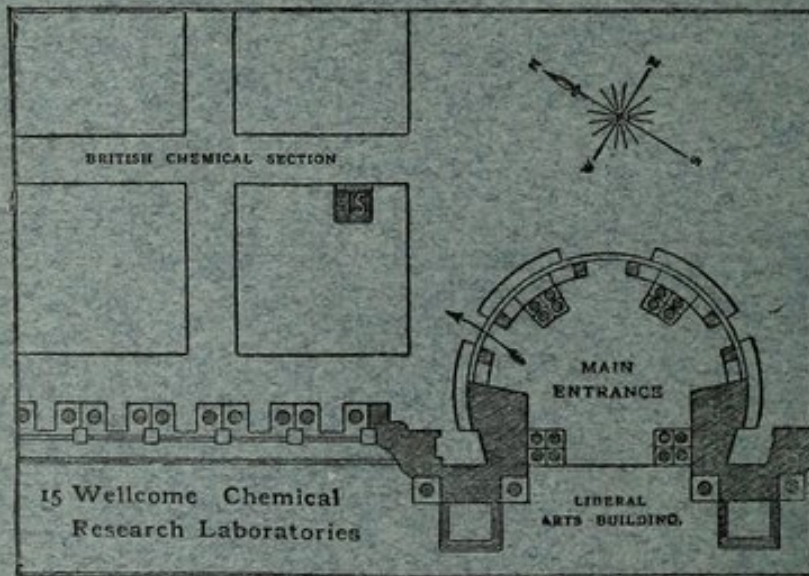 N
N
W
S
BRITISH CHEMICAL SECTION
15
MAIN
ENTRANCE
15 Wellcome Chemical
Research Laboratories
LIBERAL
ARTS BUILDING.